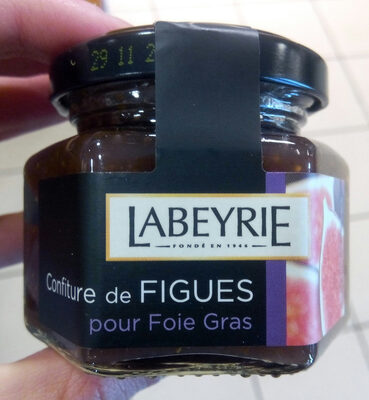 29 11 2
LABEYRIE
FONDÉ EN 1946
Confiture de FIGUES
pour Foie Gras